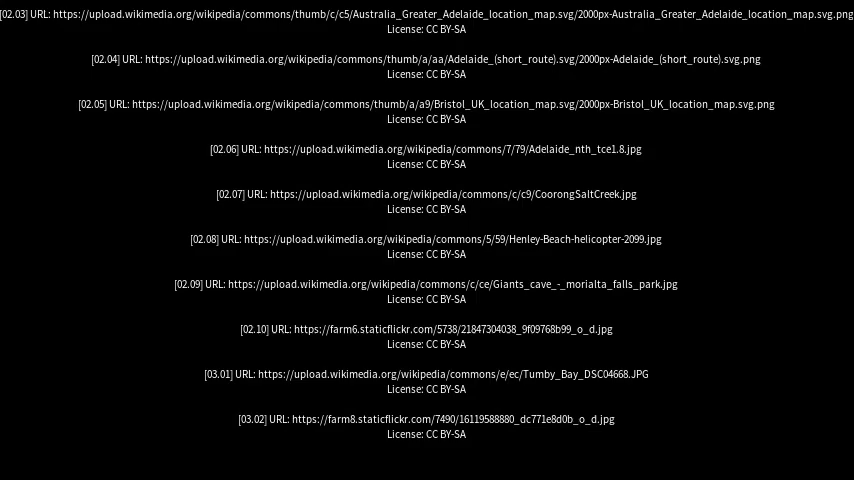 [02.03] URL: https://upload.wikimedia.org/wikipedia/commons/thumb/c/c5/Australia_Greater_Adelaide_location_map.svg/2000px-Australia_Greater_Adelaide_location_map.svg.png
License: CC BY-SA
[02.04] URL: https://upload.wikimedia.org/wikipedia/commons/thumb/a/aa/Adelaide_(short_route).svg/2000px-Adelaide_(short_route).svg.png
License: CC BY-SA
[02.05] URL: https://upload.wikimedia.org/wikipedia/commons/thumb/a/a9/Bristol_UK_location_map.svg/2000px-Bristol_UK_location_map.svg.png
License: CC BY-SA
[02.06] URL: https://upload.wikimedia.org/wikipedia/commons/7/79/Adelaide_nth_tce1.8.jpg
License: CC BY-SA
[02.07] URL: https://upload.wikimedia.org/wikipedia/commons/c/c9/CoorongSaltCreek.jpg
License: CC BY-SA
[02.08] URL: https://upload.wikimedia.org/wikipedia/commons/5/59/Henley-Beach-helicopter-2099.jpg
License: CC BY-SA
[02.09] URL: https://upload.wikimedia.org/wikipedia/commons/c/ce/Giants_cave_-_morialta_falls_park.jpg
License: CC BY-SA
[02.10] URL: https://farm6.staticflickr.com/5738/21847304038_9f09768b99_o_d.jpg
License: CC BY-SA
[03.01] URL: https://upload.wikimedia.org/wikipedia/commons/e/ec/Tumby_Bay_DSC04668.JPG
License: CC BY-SA
[03.02] URL: https://farm8.staticflickr.com/7490/16119588880_dc771e8d0b_o_d.jpg
License: CC BY-SA